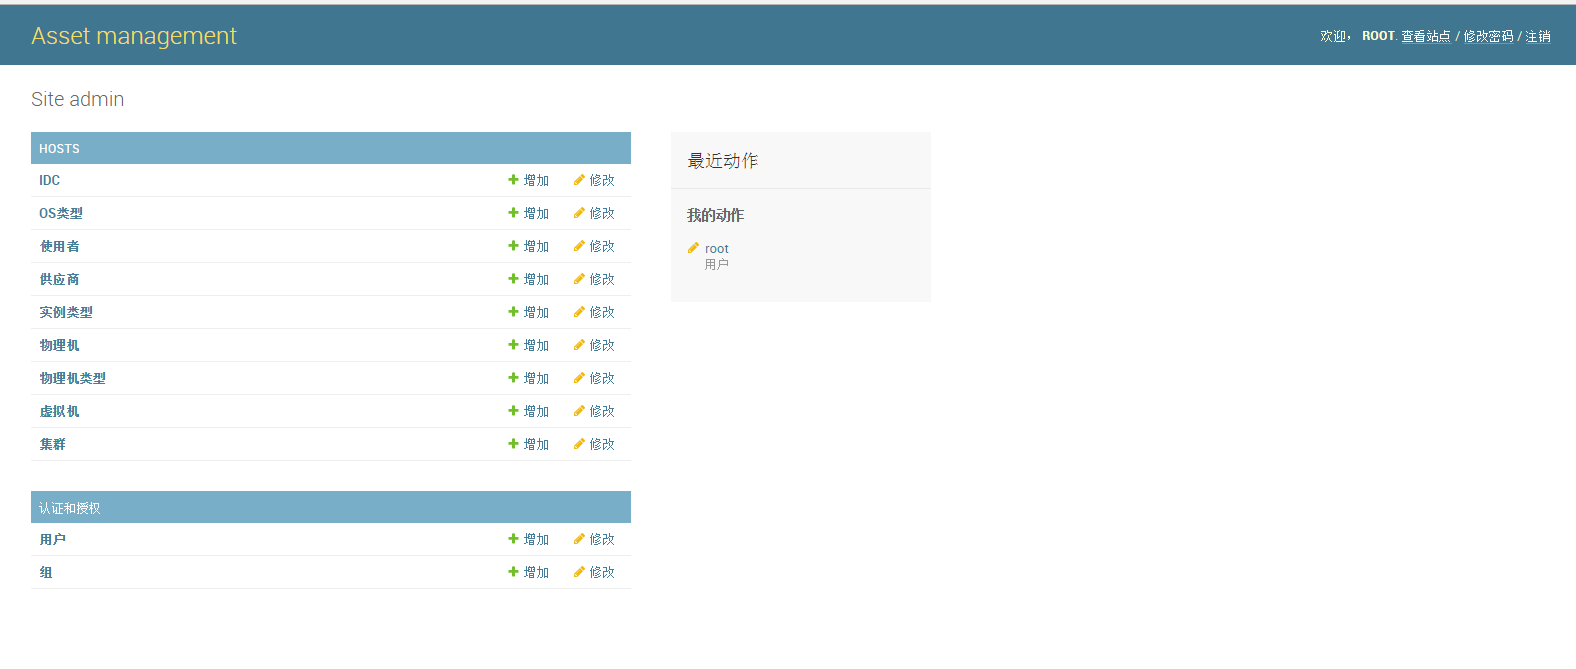 Asset management
欢迎， ROOT. 查看站点 / 修改密码 / 注销
Site admin
HOSTS
IDC 增加 修改
OS类型 增加 修改
使用者 增加 修改
供应商 增加 修改
实例类型 增加 修改
物理机 增加 修改
物理机类型 增加 修改
虚拟机 增加 修改
集群 增加 修改
认证和授权
用户 增加 修改
组 增加 修改
最近动作
我的动作
root
用户